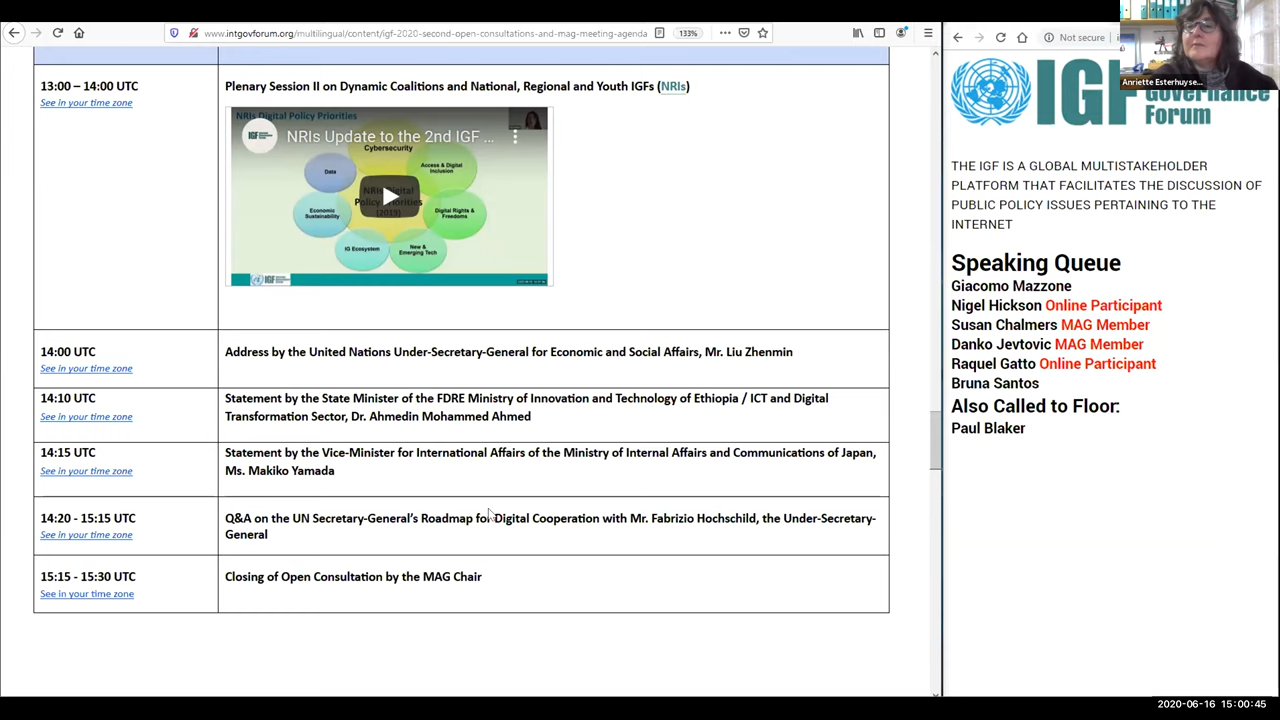 www.intgovforum.org/multilingual/content/igf-2020-second-open-consultations-and-mag-meeting-agenda
133%
Not secure
Anriette Esterhuyse...
13:00 – 14:00 UTC
See in your time zone
Plenary Session II on Dynamic Coalitions and National, Regional and Youth IGFs (NRIs)
NRIs Digital Policy Priorities
IGF
NRIs Update to the 2nd IGF ...
Cybersecurity
Data
Access & Digital
Inclusion
Economic
Sustainability
Digital Rights &
Freedoms
IG Ecosystem
New &
Emerging Tech
IGF
14:00 UTC
See in your time zone
Address by the United Nations Under-Secretary-General for Economic and Social Affairs, Mr. Liu Zhenmin
14:10 UTC
See in your time zone
Statement by the State Minister of the FDRE Ministry of Innovation and Technology of Ethiopia / ICT and Digital
Transformation Sector, Dr. Ahmedin Mohammed Ahmed
14:15 UTC
See in your time zone
Statement by the Vice-Minister for International Affairs of the Ministry of Internal Affairs and Communications of Japan,
Ms. Makiko Yamada
14:20 - 15:15 UTC
See in your time zone
Q&A on the UN Secretary-General's Roadmap for Digital Cooperation with Mr. Fabrizio Hochschild, the Under-Secretary-
General
15:15 - 15:30 UTC
See in your time zone
Closing of Open Consultation by the MAG Chair
IGF
Governance
Forum
THE IGF IS A GLOBAL MULTISTAKEHOLDER
PLATFORM THAT FACILITATES THE DISCUSSION OF
PUBLIC POLICY ISSUES PERTAINING TO THE
INTERNET
Speaking Queue
Giacomo Mazzone
Nigel Hickson Online Participant
Susan Chalmers MAG Member
Danko Jevtovic MAG Member
Raquel Gatto Online Participant
Bruna Santos
Also Called to Floor:
Paul Blaker
2020-06-16 15:00:45